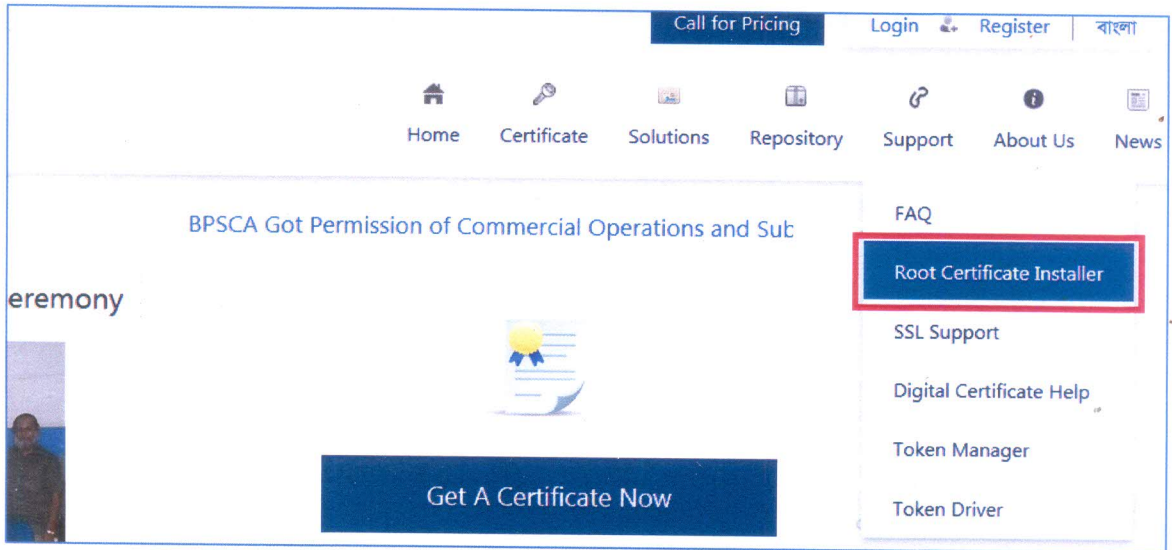 Call for Pricing Login Register | বাংলা
Home Certificate Solutions Repository Support About Us News
FAQ
BPSCA Got Permission of Commercial Operations and Sub
Root Certificate Installer
eremony
SSL Support
Digital Certificate Help
Token Manager
Get A Certificate Now
Token Driver